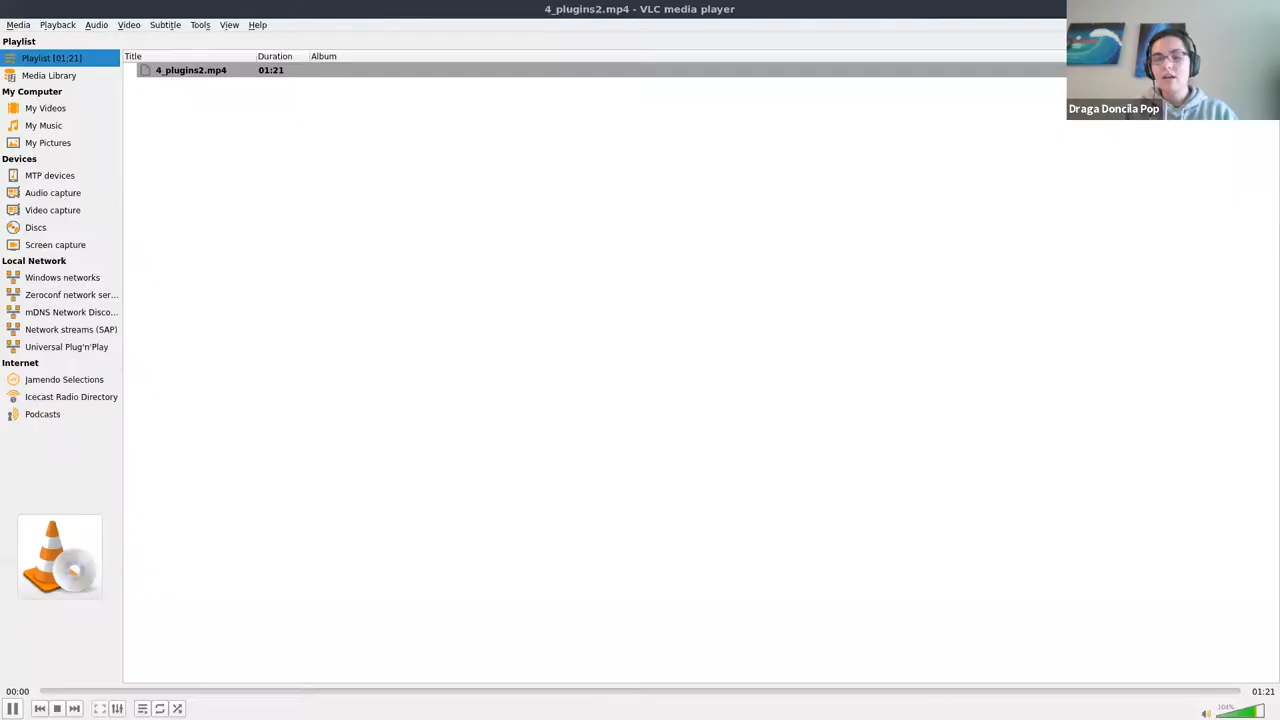 4_plugins2.mp4 - VLC media player
Media Playback Audio Video Subtitle Tools View Help
Playlist
Playlist [01:21]
Media Library
My Computer
My Videos
My Music
My Pictures
Devices
MTP devices
Audio capture
Video capture
Discs
Screen capture
Local Network
Windows networks
Zeroconf network ser...
mDNS Network Disco...
Network streams (SAP)
Universal Plug'n'Play
Internet
Jamendo Selections
Icecast Radio Directory
Podcasts
Title Duration Album
4_plugins2.mp4 01:21
Draga Doncila Pop
00:00 01:21
104%